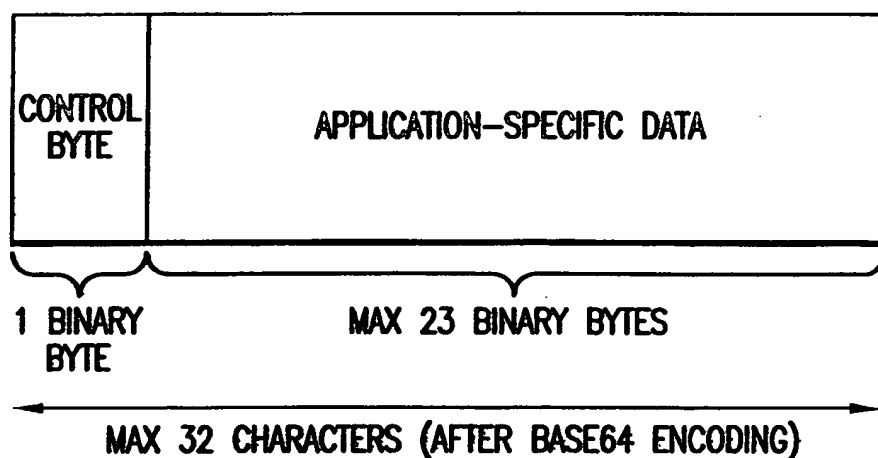 CONTROL
BYTE
APPLICATION-SPECIFIC DATA
1 BINARY
BYTE
MAX 23 BINARY BYTES
MAX 32 CHARACTERS (AFTER BASE64 ENCODING)